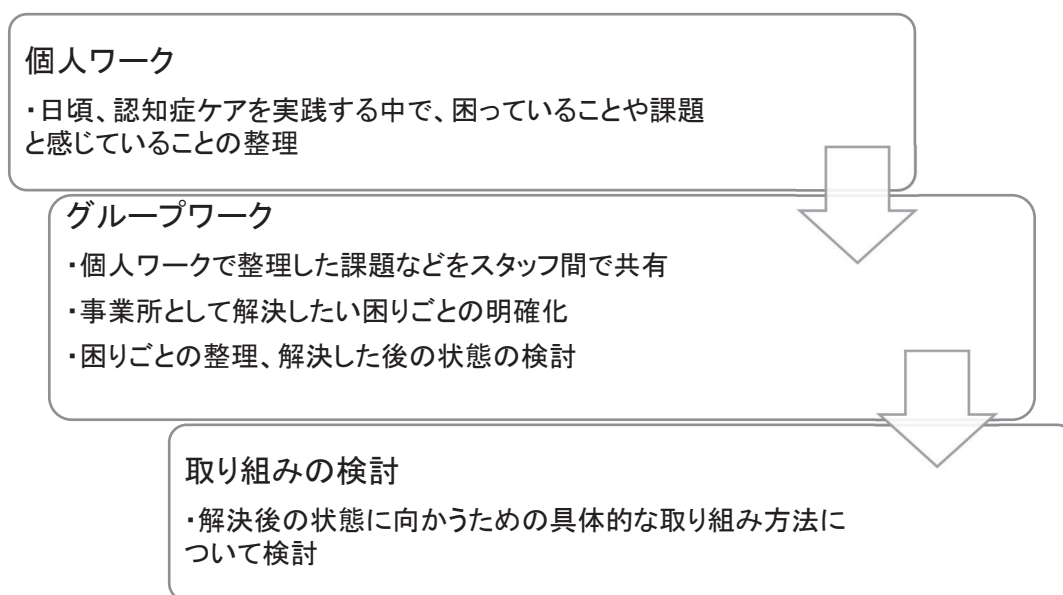 個人ワーク
・日頃、認知症ケアを実践する中で、困っていることや課題
と感じていることの整理
グループワーク
・個人ワークで整理した課題などをスタッフ間で共有
・事業所として解決したい困りごとの明確化
・困りごとの整理、解決した後の状態の検討
取り組みの検討
・解決後の状態に向かうための具体的な取り組み方法に
ついて検討